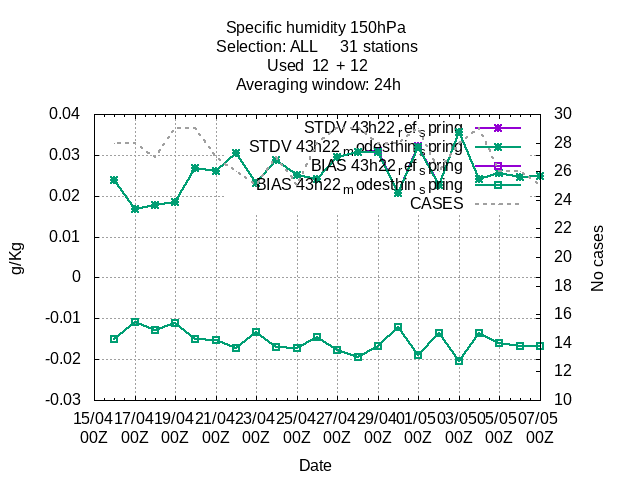 Specific humidity 150hPa
Selection: ALL 31 stations
Used 12 + 12
Averaging window: 24h
0.04
0.03
0.02
0.01
0
-0.01
-0.02
-0.03
g/Kg
30
28
26
24
22
20
18
16
14
12
10
No cases
STDV 43h22_ref_spring
STDV 43h22_modesthin_spring
BIAS 43h22_ref_spring
BIAS 43h22_modesthin_spring
CASES
15/04 17/04 19/04 21/04 23/04 25/04 27/04 29/04 01/05 03/05 05/05 07/05
00Z 00Z 00Z 00Z 00Z 00Z 00Z 00Z 00Z 00Z 00Z 00Z
Date